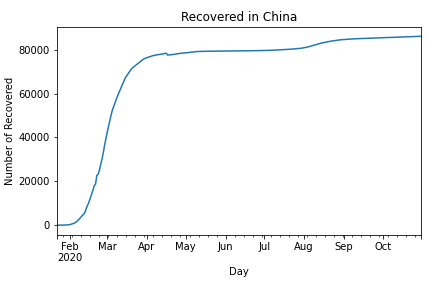 Recovered in China
Number of Recovered
80000
60000
40000
20000
0
Feb Mar Apr May Jun Jul Aug Sep Oct
2020
Day